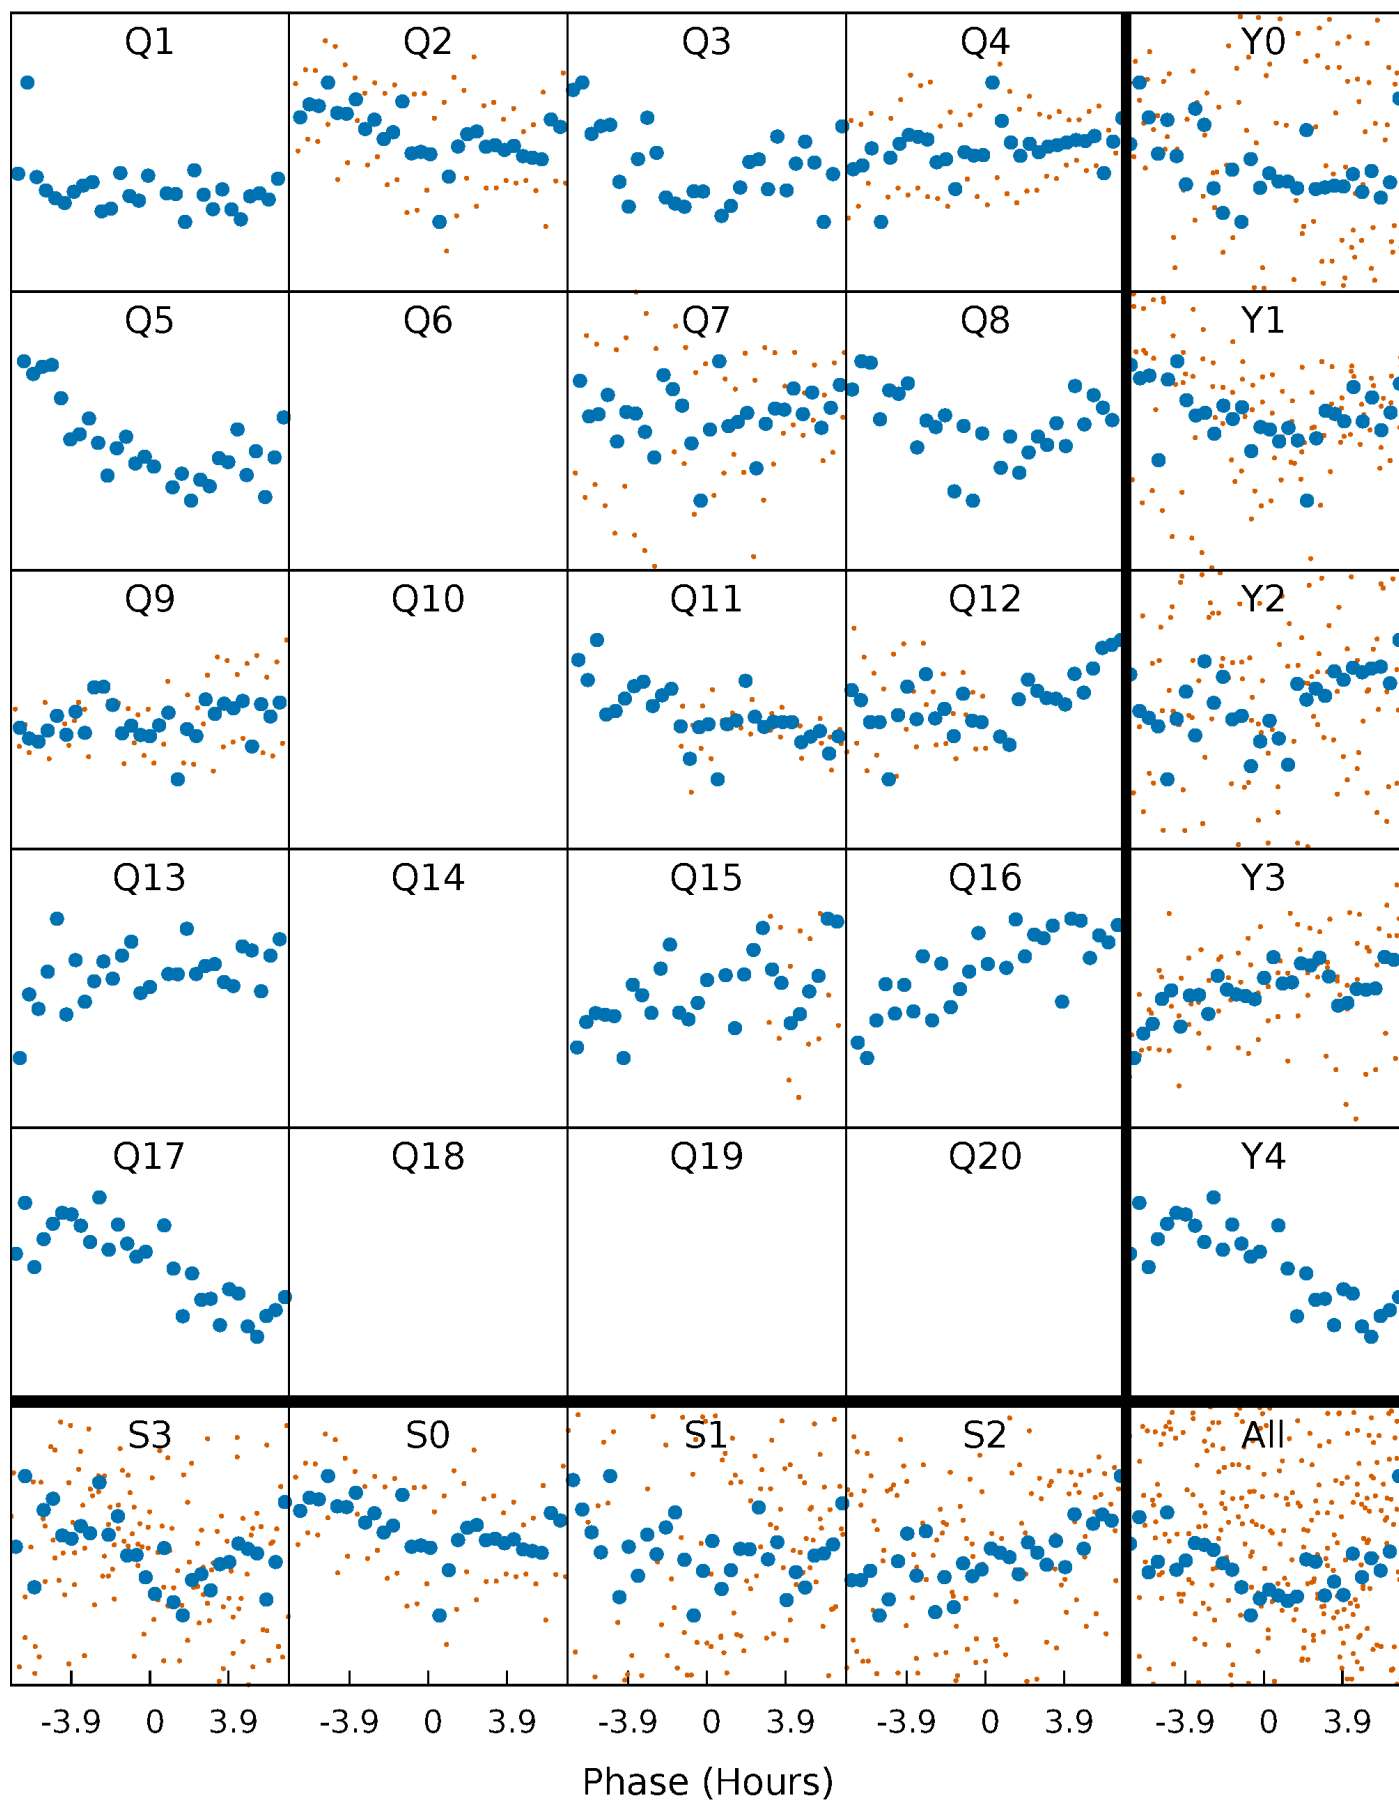 Q1 Q2 Q3 Q4 Y0
Q5 Q6 Q7 Q8 Y1
Q9 Q10 Q11 Q12 Y2
Q13 Q14 Q15 Q16 Y3
Q17 Q18 Q19 Q20 Y4
S3 S0 S1 S2 All
-3.9 0 3.9 -3.9 0 3.9 -3.9 0 3.9 -3.9 0 3.9 -3.9 0 3.9
Phase (Hours)